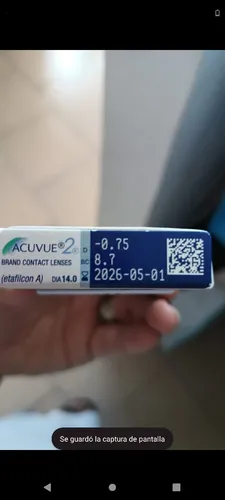 ACUVUE® 2
BRAND CONTACT LENSES
(etafilcon A) DIA 14.0
D -0.75
BC 8.7
2026-05-01
Se guardó la captura de pantalla